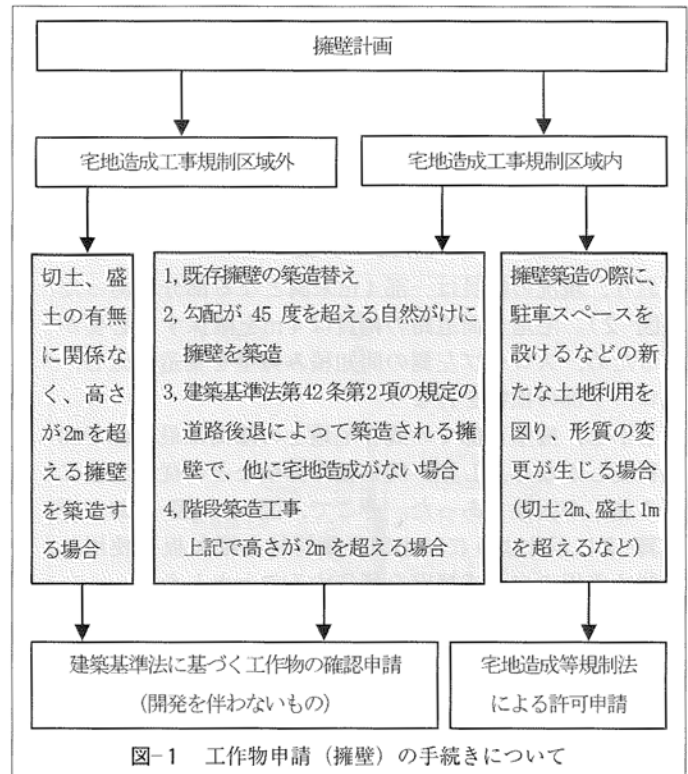 擁壁計画
宅地造成工事規制区域外
宅地造成工事規制区域内
切土、盛
土の有無
に関係な
く、高さ
が2mを超
える擁壁
を築造す
る場合
1,既存擁壁の築造替え
2,勾配が 45 度を超える自然がけに
擁壁を築造
3,建築基準法第42条第2項の規定の
道路後退によって築造される擁
壁で、他に宅地造成がない場合
4,階段築造工事
上記で高さが2mを超える場合
擁壁築造の際に、
駐車スペースを
設けるなどの新
たな土地利用を
図り、形質の変
更が生じる場合
(切土2m、盛土1m
を超えるなど)
建築基準法に基づく工作物の確認申請
(開発を伴わないもの)
宅地造成等規制法
による許可申請
図-1 工作物申請(擁壁)の手続きについて